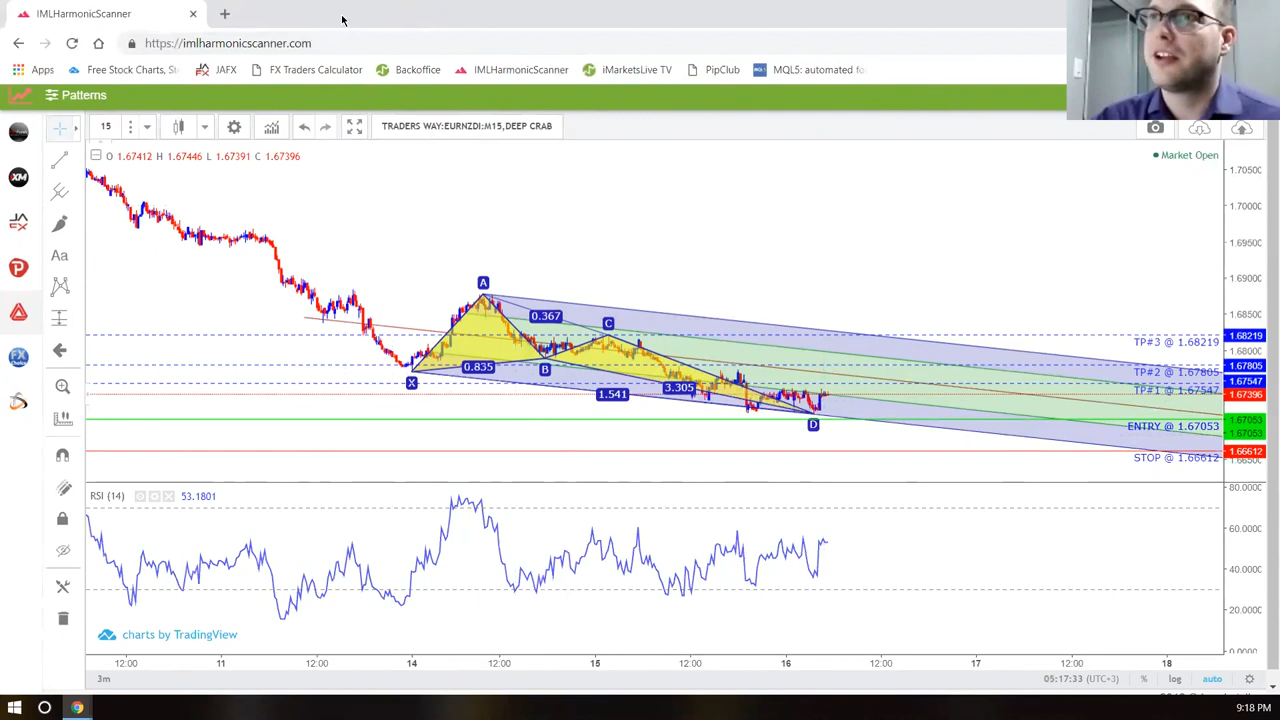 IMLHarmonicScanner
https://imlharmonicscanner.com
Apps
Free Stock Charts, St
JAFX
FX Traders Calculator
Backoffice
IMLHarmonicScanner
iMarketsLive TV
PipClub
MQL5
MQL5: automated fo
Patterns
15
TRADERS WAY:EURNZDI:M15,DEEP CRAB
O 1.67412 H 1.67446 L 1.67391 C 1.67396
Market Open
XM
JAFX
Aa
A
0.367
C
0.835
B
X
3.305
1.541
D
TP#3 @ 1.68219
TP#2 @ 1.67805
TP#1 @ 1.67547
ENTRY @ 1.67053
STOP @ 1.66612
1.70500
1.70000
1.69500
1.69000
1.68500
1.68219
1.68000
1.67805
1.67547
1.67396
1.67053
1.67053
1.66612
RSI (14)
53.1801
80.0000
60.0000
40.0000
20.0000
0.0000
charts by TradingView
12:00
11
12:00
14
12:00
15
12:00
16
12:00
17
12:00
18
3m
05:17:33 (UTC+3)
%
log
auto
9:18 PM